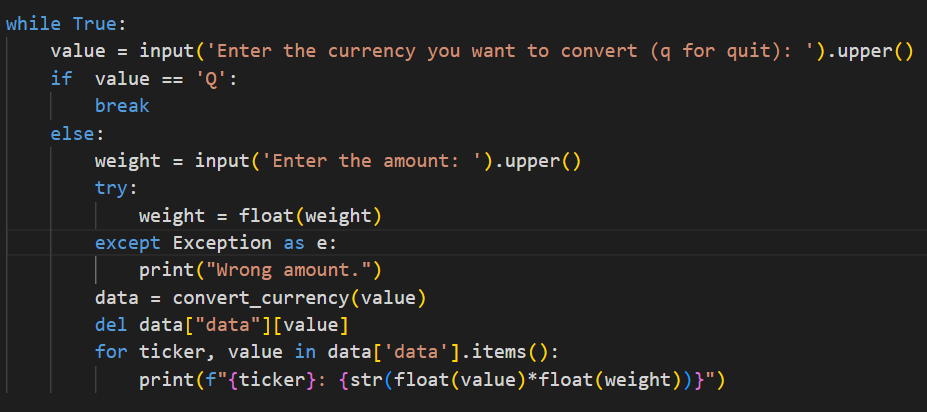 while True:
    value = input('Enter the currency you want to convert (q for quit): ').upper()
    if  value == 'Q':
        break
    else:
        weight = input('Enter the amount: ').upper()
        try:
            weight = float(weight)
        except Exception as e:
            print("Wrong amount.")
        data = convert_currency(value)
        del data["data"][value]
        for ticker, value in data['data'].items():
            print(f"{ticker}: {str(float(value)*float(weight))}")